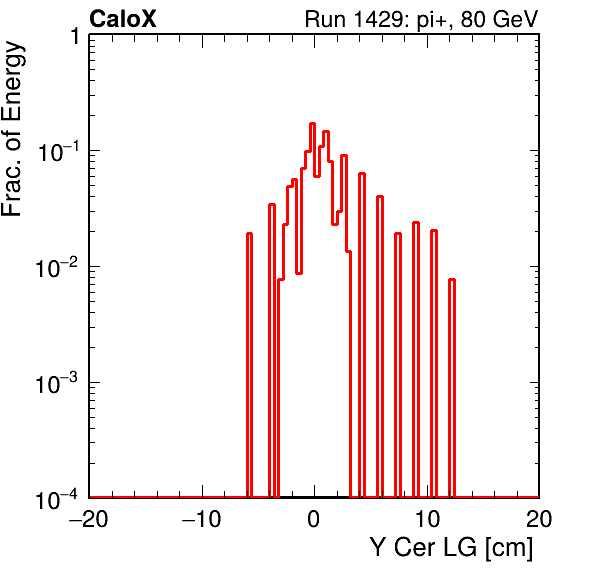 CaloX Run 1429: pi+, 80 GeV
Frac. of Energy
1
10⁻¹
10⁻²
10⁻³
10⁻⁴
−20 −10 0 10 20
Y Cer LG [cm]